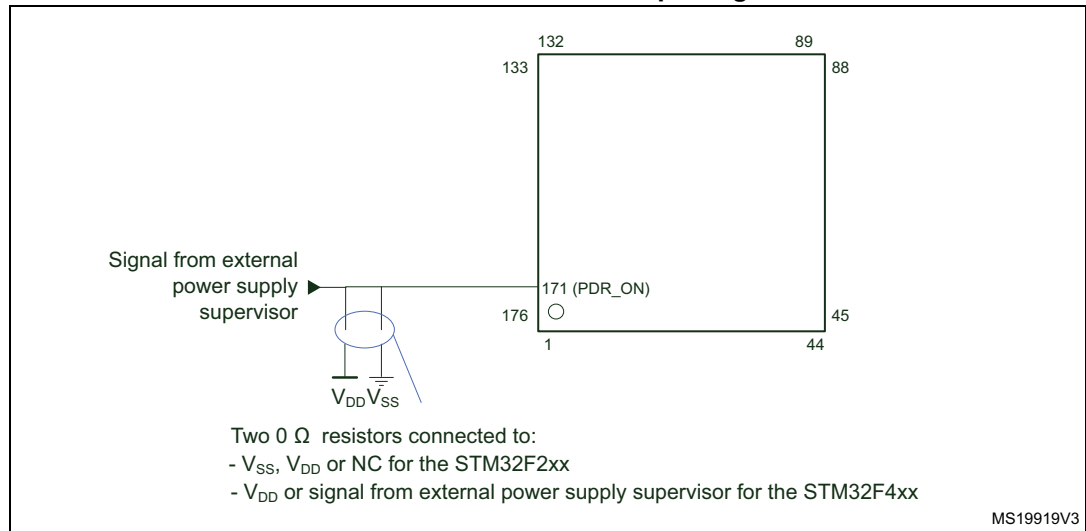 132
89
133
88
Signal from external
power supply
supervisor
171 (PDR_ON)
176
45
1
44
VDD VSS
Two 0 Ω resistors connected to:
- VSS, VDD or NC for the STM32F2xx
- VDD or signal from external power supply supervisor for the STM32F4xx
MS19919V3